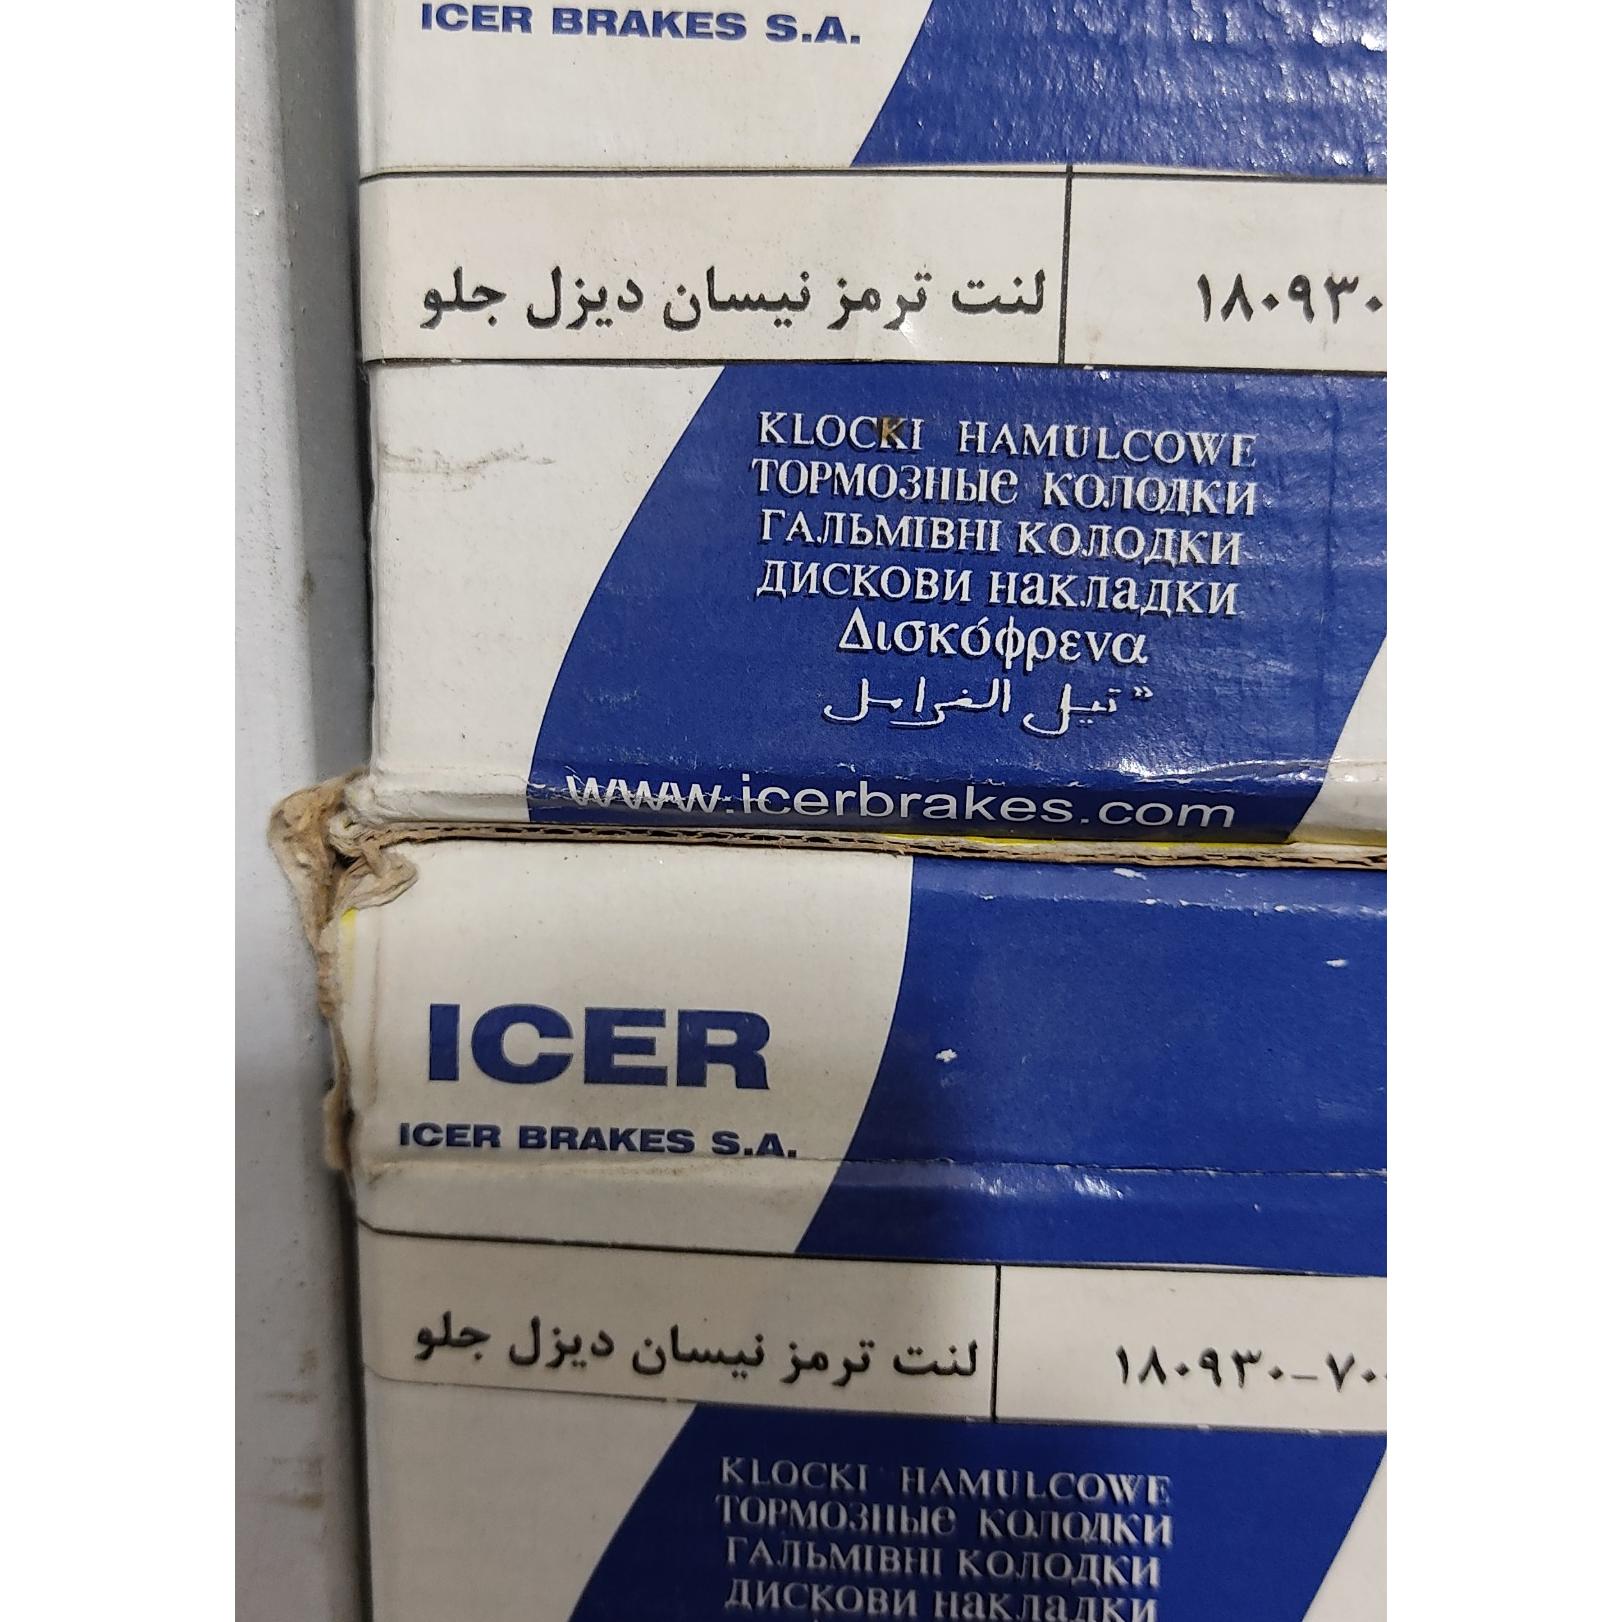 ICER BRAKES S.A.
لنت ترمز نیسان دیزل جلو
۱۸۰۹۳۰
KLOCKI HAMULCOWE
ТОРМОЗНЫЕ КОЛОДКИ
ГАЛЬМІВНІ КОЛОДКИ
ДИСКОВИ НАКЛАДКИ
Δισκόφρενα
تيل الفرامل
www.icerbrakes.com
ICER
ICER BRAKES S.A.
لنت ترمز نیسان دیزل جلو
۱۸۰۹۳۰-۷۰
KLOCKI HAMULCOWE
ТОРМОЗНЫЕ КОЛОДКИ
ГАЛЬМІВНІ КОЛОДКИ
ДИСКОВИ НАКЛАДКИ